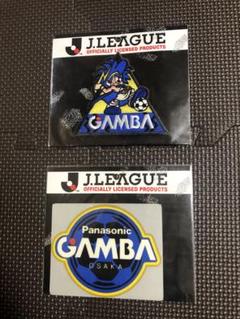 J.LEAGUE
OFFICIALLY LICENSED PRODUCTS
GAMBA
J.LEAGUE
OFFICIALLY LICENSED PRODUCTS
Panasonic
GAMBA
OSAKA